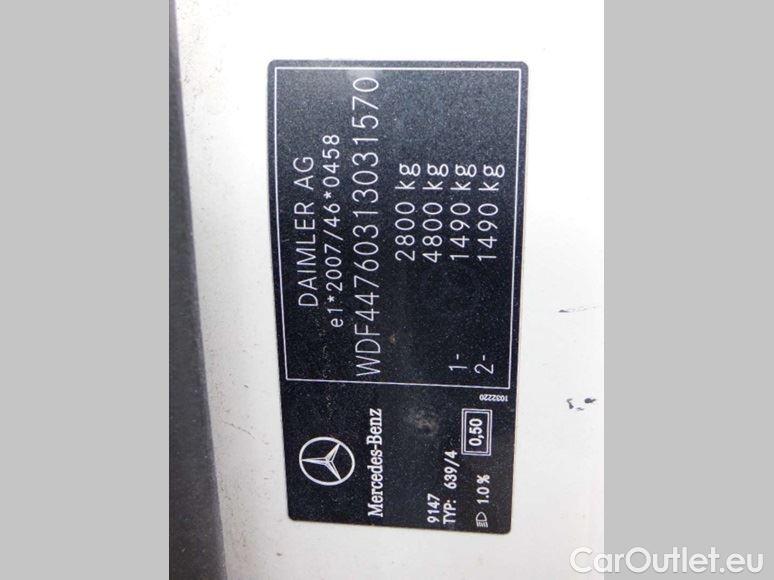 DAIMLER AG
e1*2007/46*0458
WDF44760313031570
2800 kg
4800 kg
1- 1490 kg
2- 1490 kg
Mercedes-Benz
9147
TYP: 639/4
1.0 %
0,50
1032220
CarOutlet.eu